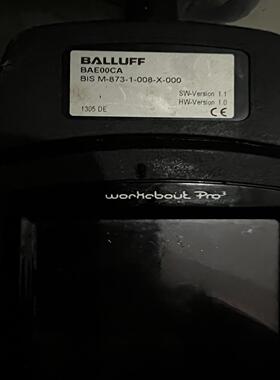 BALLUFF
BAE00CA
BIS M-873-1-008-X-000
SW-Version 1.1
1305 DE HW-Version 1.0
CE
workabout Pro³